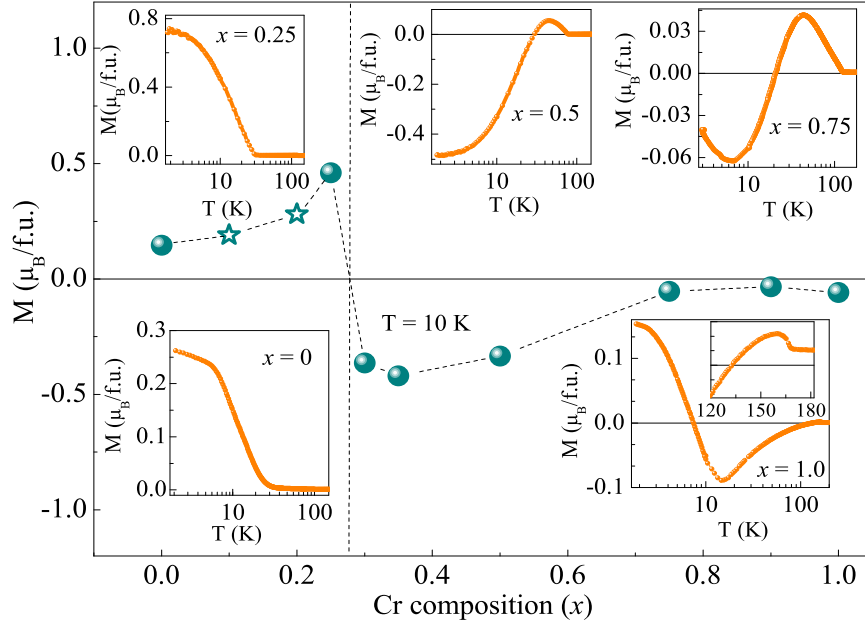 M (μB/f.u.)
1.0
0.5
0.0
-0.5
-1.0
0.0 0.2 0.4 0.6 0.8 1.0
Cr composition (x)
T = 10 K
x = 0.25
M(μB/f.u.)
0.8
0.4
0.0
10 100
T (K)
x = 0.5
M (μB/f.u.)
0.0
-0.2
-0.4
10 100
T (K)
x = 0.75
M (μB/f.u.)
0.03
0.00
-0.03
-0.06
10 100
T (K)
x=0
M (μB/f.u.)
0.3
0.2
0.1
0.0
10 100
T (K)
x = 1.0
M (μB/f.u.)
0.1
0.0
-0.1
10 100
T (K)
120 150 180